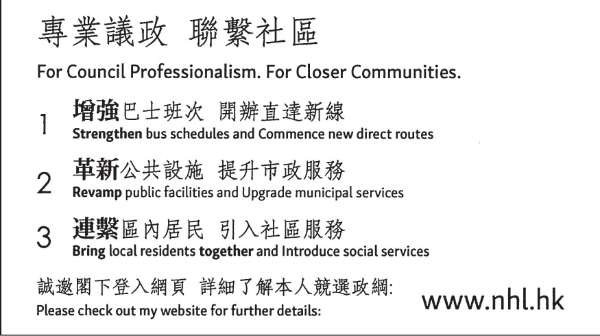 專業議政 聯繫社區
For Council Professionalism. For Closer Communities.
1 增強巴士班次 開辦直達新線
Strengthen bus schedules and Commence new direct routes
2 革新公共設施 提升市政服務
Revamp public facilities and Upgrade municipal services
3 連繫區內居民 引入社區服務
Bring local residents together and Introduce social services
誠邀閣下登入網頁 詳細了解本人競選政綱:
Please check out my website for further details:
www.nhl.hk